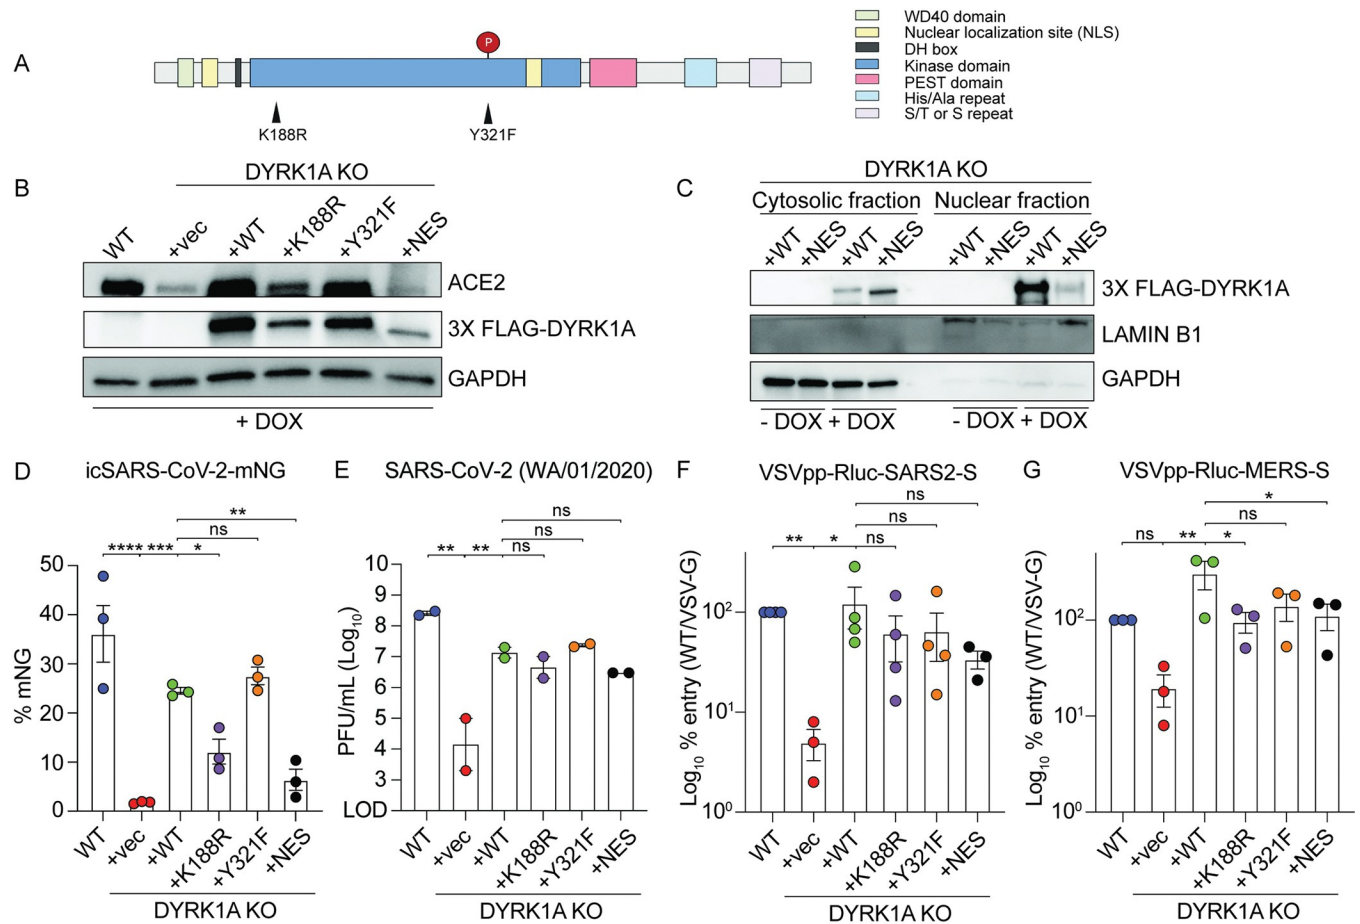 A
P
K188R
Y321F
WD40 domain
Nuclear localization site (NLS)
DH box
Kinase domain
PEST domain
His/Ala repeat
S/T or S repeat
B
DYRK1A KO
WT
+vec
+WT
+K188R
+Y321F
+NES
ACE2
3X FLAG-DYRK1A
GAPDH
+ DOX
C
DYRK1A KO
Cytosolic fraction
Nuclear fraction
+WT
+NES
+WT
+NES
+WT
+NES
+WT
+NES
3X FLAG-DYRK1A
LAMIN B1
GAPDH
- DOX + DOX
- DOX + DOX
D
icSARS-CoV-2-mNG
**
ns
**** *** *
% mNG
50
40
30
20
10
0
WT
+vec
+WT
+K188R
+Y321F
+NES
DYRK1A KO
E
SARS-CoV-2 (WA/01/2020)
ns
ns
** ** ns
PFU/mL (Log10)
10
9
8
7
6
5
4
3
LOD
WT
+vec
+WT
+K188R
+Y321F
+NES
DYRK1A KO
F
VSVpp-Rluc-SARS2-S
ns
ns
** * ns
Log10 % entry (WT/VSV-G)
10²
10¹
10⁰
WT
+vec
+WT
+K188R
+Y321F
+NES
DYRK1A KO
G
VSVpp-Rluc-MERS-S
*
ns
ns ** *
Log10 % entry (WT/VSV-G)
10²
10¹
10⁰
WT
+vec
+WT
+K188R
+Y321F
+NES
DYRK1A KO